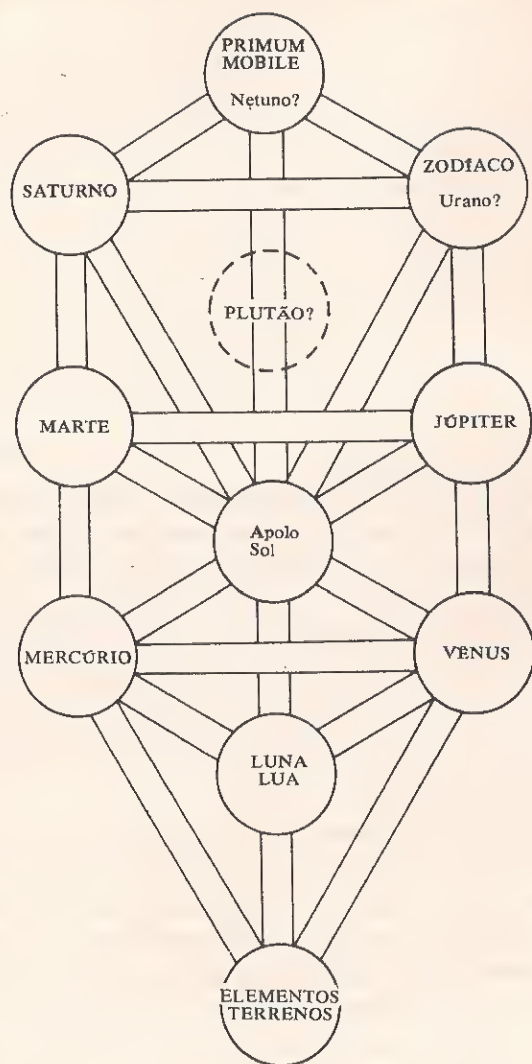 PRIMUM
MOBILE
Netuno?
SATURNO
ZODÍACO
Urano?
PLUTÃO?
MARTE
JÚPITER
Apolo
Sol
MERCÚRIO
VÊNUS
LUNA
LUA
ELEMENTOS
TERRENOS